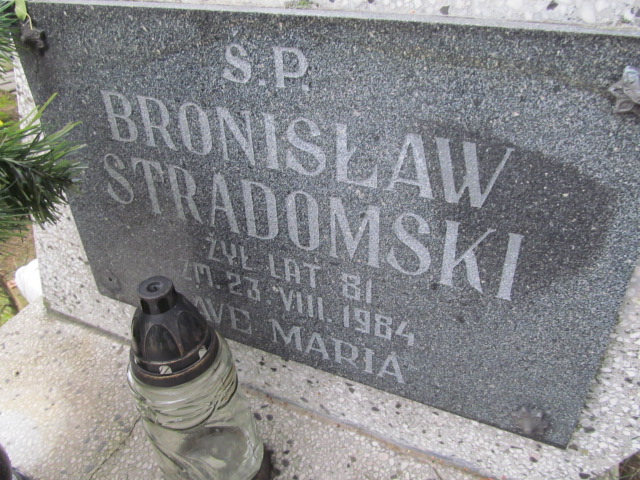 Ś.P.
BRONISŁAW
STRADOMSKI
ŻYŁ LAT 81
ZM. 23 VIII. 1984
AVE MARIA